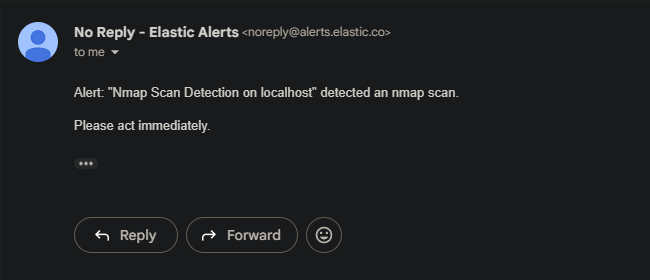 No Reply - Elastic Alerts <noreply@alerts.elastic.co>
to me
Alert: "Nmap Scan Detection on localhost" detected an nmap scan.
Please act immediately.
Reply Forward